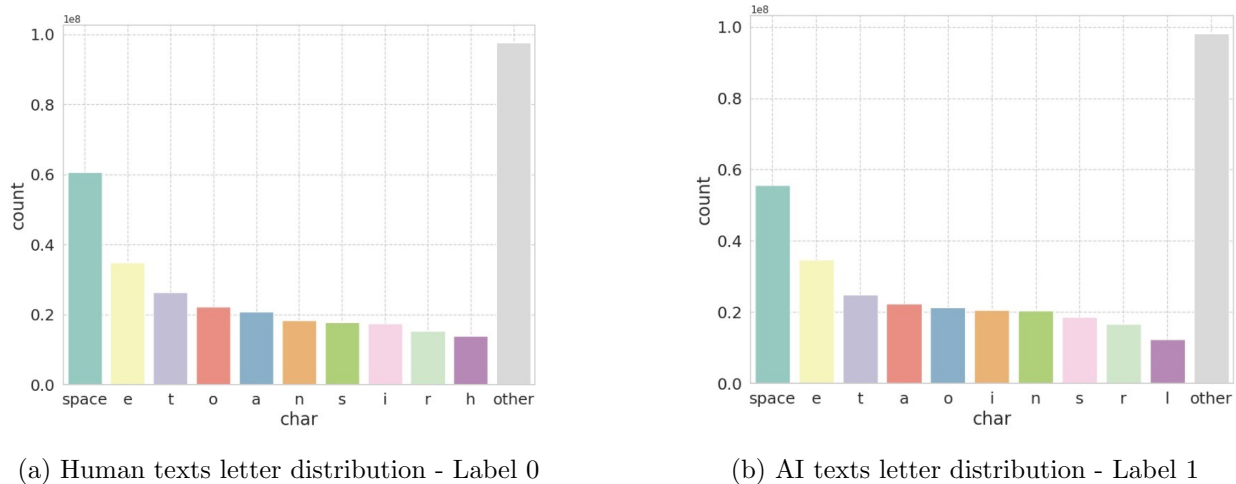 1e8
1.0
0.8
0.6
0.4
0.2
0.0
count
space e t o a n s i r h other
char
(a) Human texts letter distribution - Label 0
1e8
1.0
0.8
0.6
0.4
0.2
0.0
count
space e t a o i n s r l other
char
(b) AI texts letter distribution - Label 1